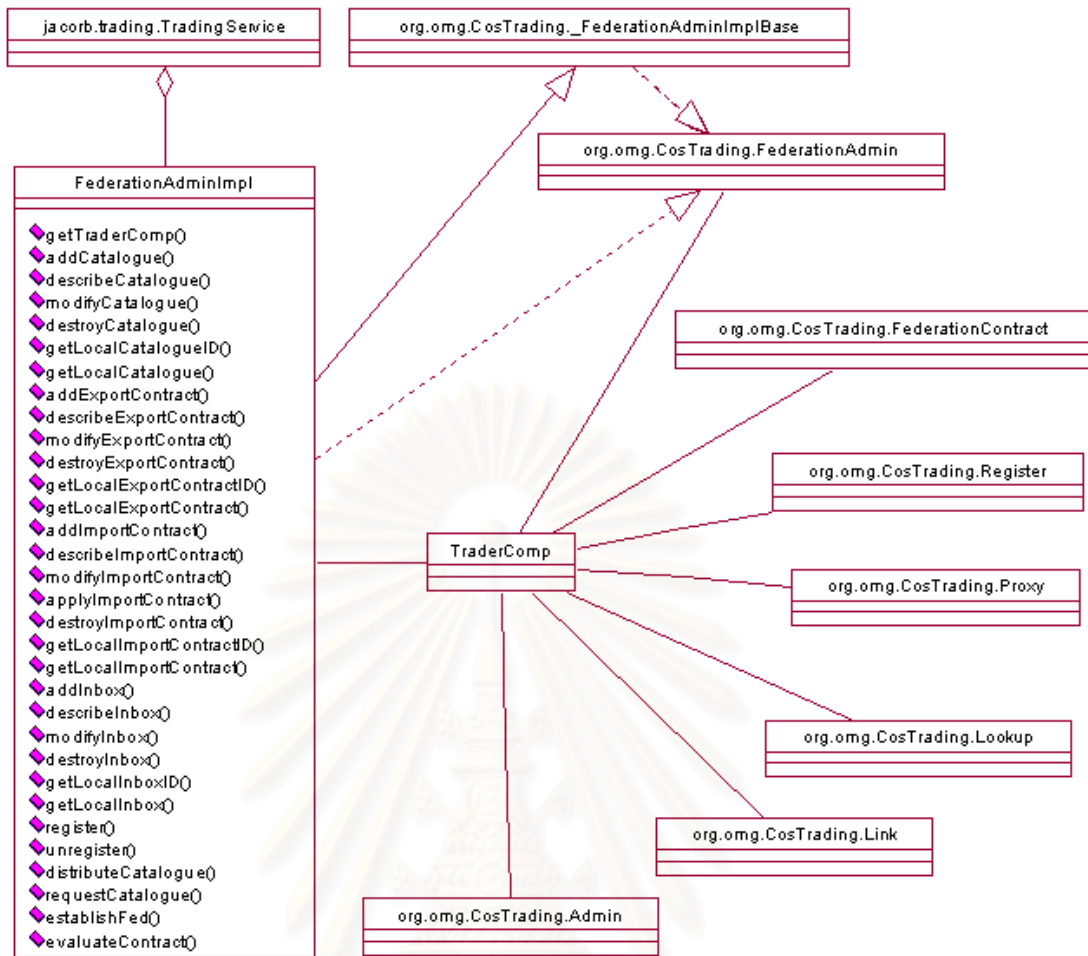 jacorb.trading.TradingService
org.omg.CosTrading._FederationAdminImplBase
org.omg.CosTrading.FederationAdmin
FederationAdminImpl
getTraderComp()
addCatalogue()
describeCatalogue()
modifyCatalogue()
destroyCatalogue()
getLocalCatalogueID()
getLocalCatalogue()
addExportContract()
describeExportContract()
modifyExportContract()
destroyExportContract()
getLocalExportContractID()
getLocalExportContract()
addImportContract()
describeImportContract()
modifyImportContract()
applyImportContract()
destroyImportContract()
getLocalImportContractID()
getLocalImportContract()
addInbox()
describeInbox()
modifyInbox()
destroyInbox()
getLocalInboxID()
getLocalInbox()
register()
unregister()
distributeCatalogue()
requestCatalogue()
establishFed()
evaluateContract()
org.omg.CosTrading.FederationContract
org.omg.CosTrading.Register
TraderComp
org.omg.CosTrading.Proxy
org.omg.CosTrading.Lookup
org.omg.CosTrading.Link
org.omg.CosTrading.Admin